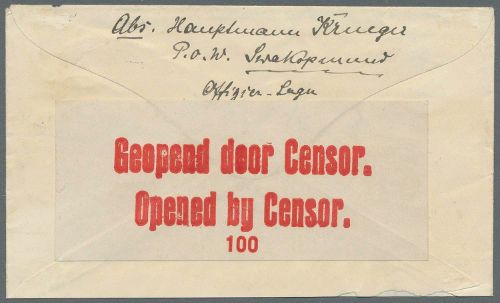 Abs. Hauptmann Krueger
P.o.W. Swakopmund
Offizier-Lager
Geopend door Censor.
Opened by Censor.
100